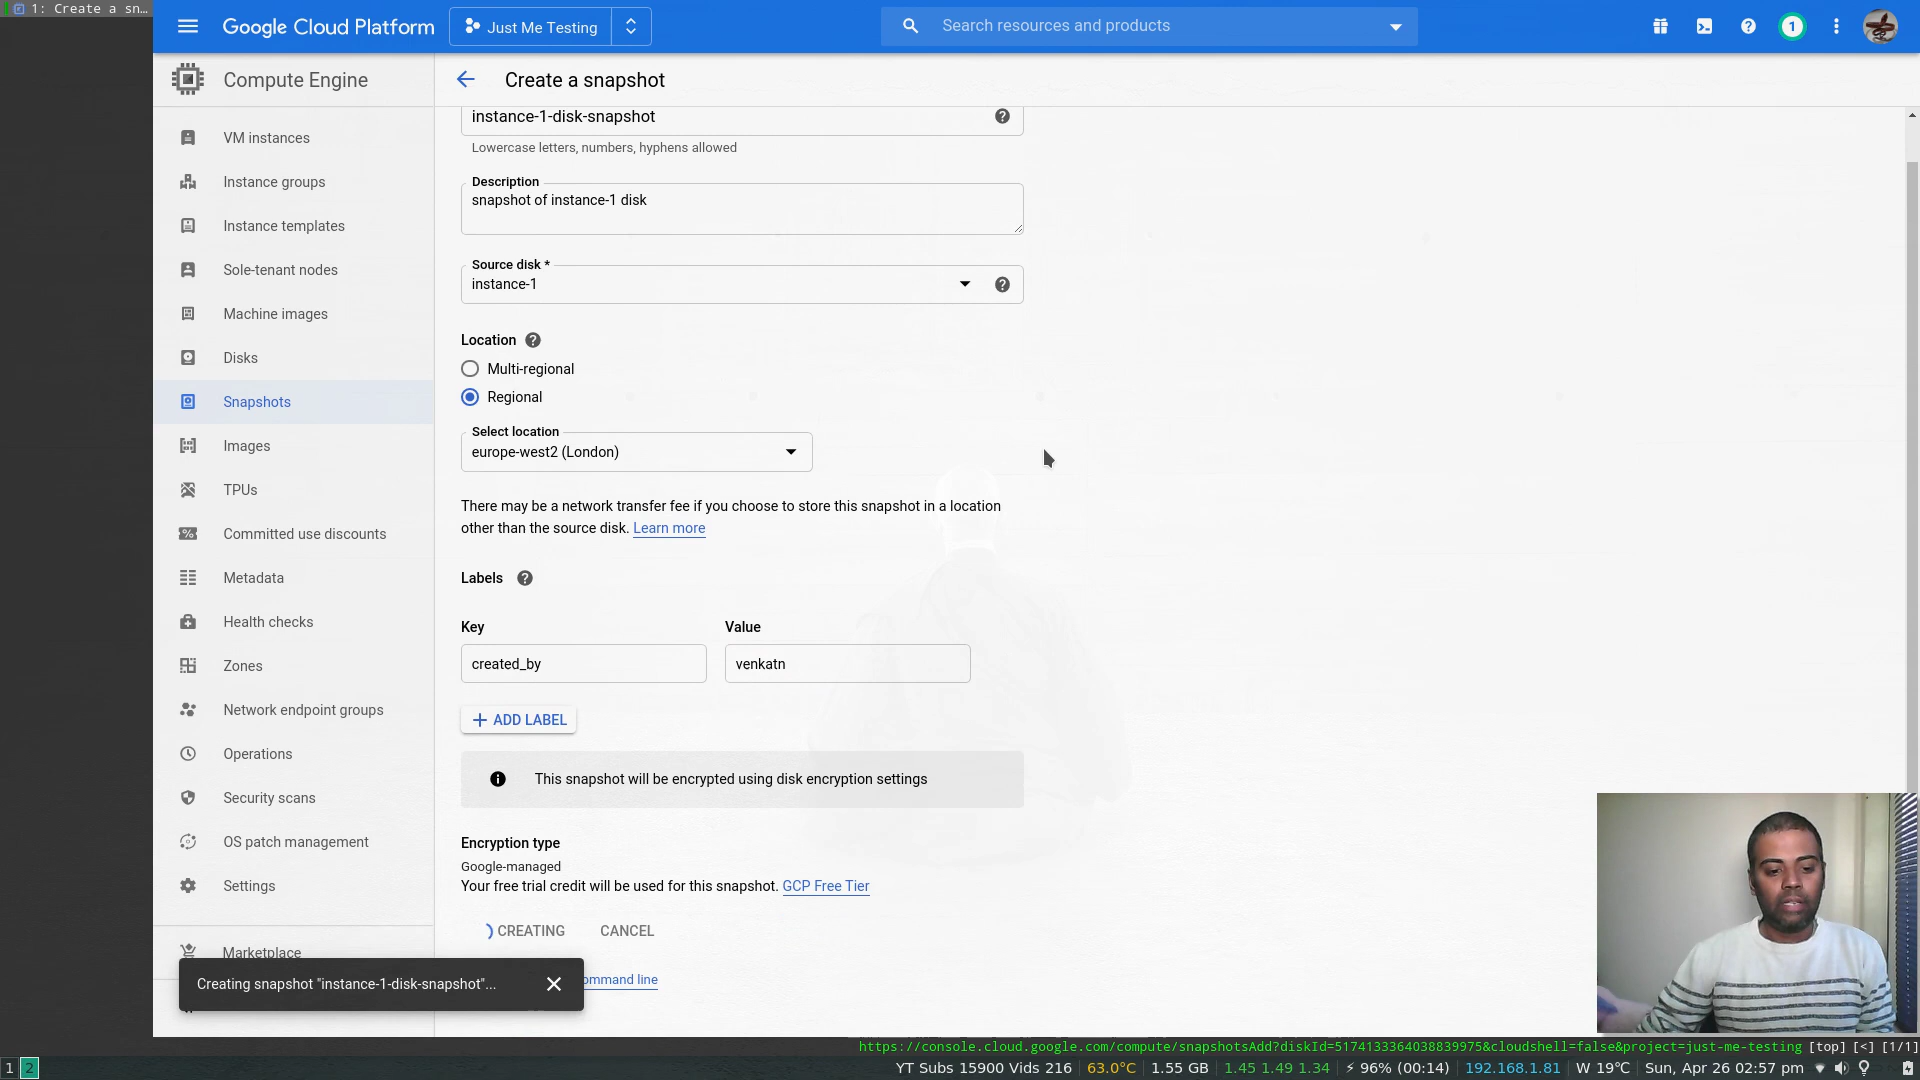 1: Create a sn…
Google Cloud Platform
Just Me Testing
Search resources and products
1
Compute Engine
Create a snapshot
VM instances
Instance groups
Instance templates
Sole-tenant nodes
Machine images
Disks
Snapshots
Images
TPUs
Committed use discounts
Metadata
Health checks
Zones
Network endpoint groups
Operations
Security scans
OS patch management
Settings
Marketplace
instance-1-disk-snapshot
Lowercase letters, numbers, hyphens allowed
Description
snapshot of instance-1 disk
Source disk *
instance-1
Location
Multi-regional
Regional
Select location
europe-west2 (London)
There may be a network transfer fee if you choose to store this snapshot in a location
other than the source disk. Learn more
Labels
Key
Value
created_by
venkatn
ADD LABEL
This snapshot will be encrypted using disk encryption settings
Encryption type
Google-managed
Your free trial credit will be used for this snapshot. GCP Free Tier
CREATING
CANCEL
ommand line
Creating snapshot "instance-1-disk-snapshot"...
https://console.cloud.google.com/compute/snapshotsAdd?diskId=5174133364038839975&cloudshell=false&project=just-me-testing [top] [<] [1/1]
1 2
YT Subs 15900 Vids 216 63.0°C 1.55 GB 1.45 1.49 1.34 ⚡ 96% (00:14) 192.168.1.81 W 19℃ Sun, Apr 26 02:57 pm